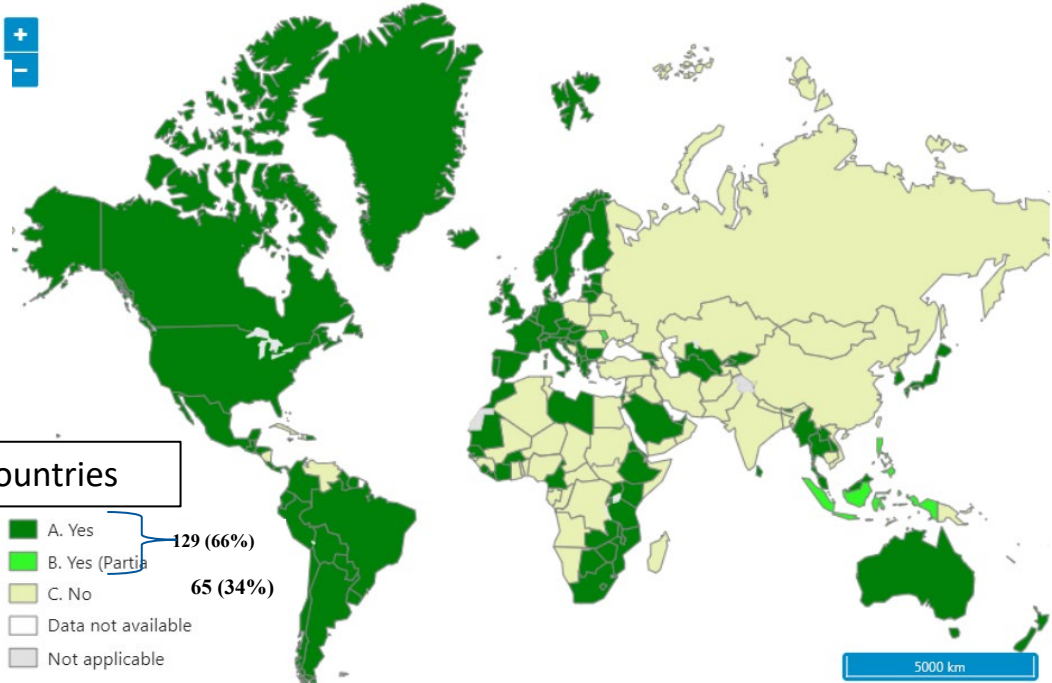 +
−
ountries
A. Yes
129 (66%)
B. Yes (Partia
65 (34%)
C. No
Data not available
Not applicable
5000 km